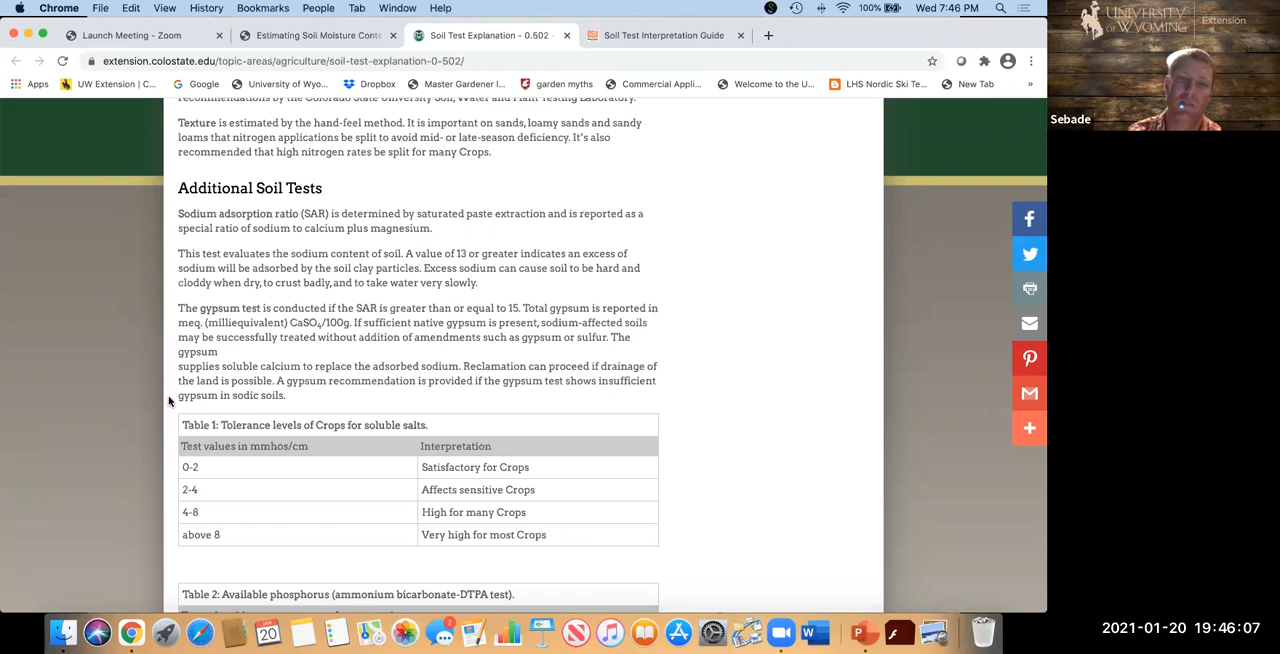 Chrome File Edit View History Bookmarks People Tab Window Help 100% Wed 7:46 PM
Launch Meeting - Zoom Estimating Soil Moisture Conte Soil Test Explanation - 0.502 - Soil Test Interpretation Guide
extension.colostate.edu/topic-areas/agriculture/soil-test-explanation-0-502/
Apps UW Extension | C... Google University of Wyo... Dropbox Master Gardener I... garden myths Commercial Appli... Welcome to the U... LHS Nordic Ski Te... New Tab »
UNIVERSITY OF WYOMING Extension
Sebade
recommendations by the Colorado State University Soil, Water and Plant Testing Laboratory.
Texture is estimated by the hand-feel method. It is important on sands, loamy sands and sandy
loams that nitrogen applications be split to avoid mid- or late-season deficiency. It's also
recommended that high nitrogen rates be split for many Crops.
Additional Soil Tests
Sodium adsorption ratio (SAR) is determined by saturated paste extraction and is reported as a
special ratio of sodium to calcium plus magnesium.
This test evaluates the sodium content of soil. A value of 13 or greater indicates an excess of
sodium will be adsorbed by the soil clay particles. Excess sodium can cause soil to be hard and
cloddy when dry, to crust badly, and to take water very slowly.
The gypsum test is conducted if the SAR is greater than or equal to 15. Total gypsum is reported in
meq. (milliequivalent) CaSO4/100g. If sufficient native gypsum is present, sodium-affected soils
may be successfully treated without addition of amendments such as gypsum or sulfur. The
gypsum
supplies soluble calcium to replace the adsorbed sodium. Reclamation can proceed if drainage of
the land is possible. A gypsum recommendation is provided if the gypsum test shows insufficient
gypsum in sodic soils.
Table 1: Tolerance levels of Crops for soluble salts.
Test values in mmhos/cm Interpretation
0-2 Satisfactory for Crops
2-4 Affects sensitive Crops
4-8 High for many Crops
above 8 Very high for most Crops
Table 2: Available phosphorus (ammonium bicarbonate-DTPA test).
JAN
20
2
2021-01-20 19:46:07